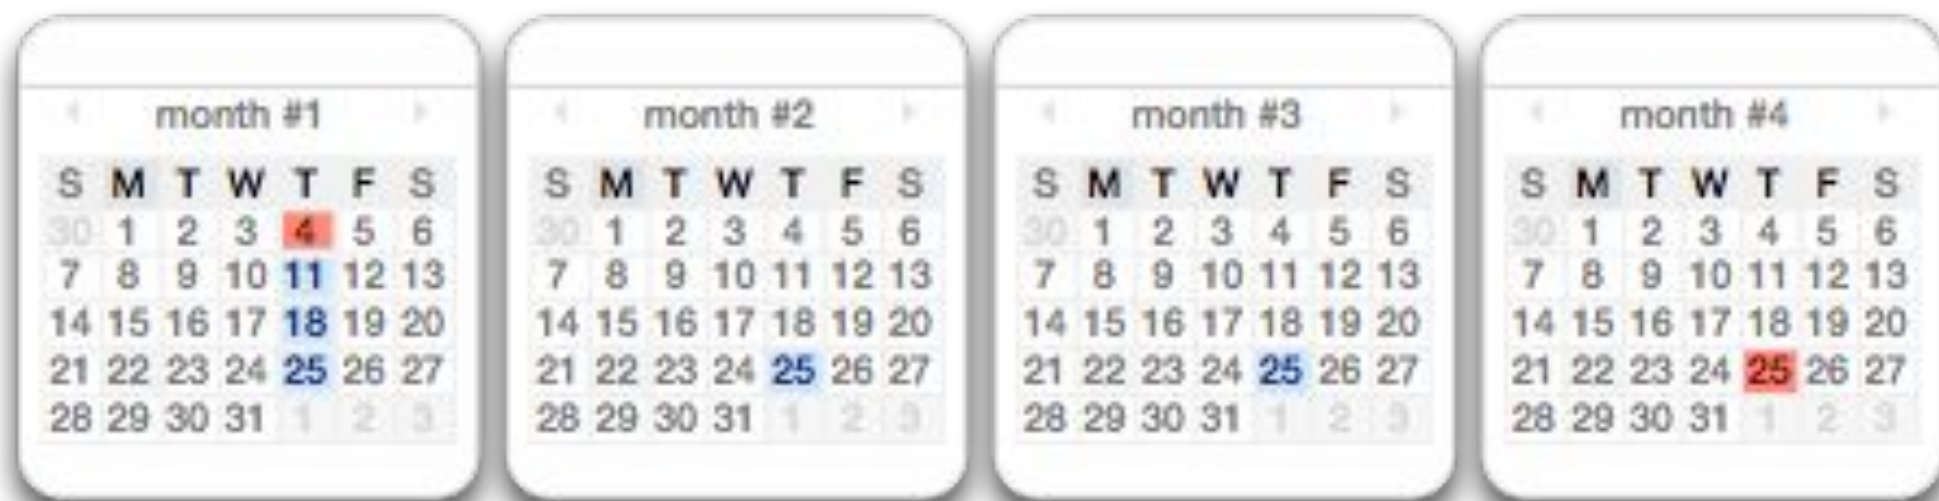 month #1
S M T W T F S
30 1 2 3 4 5 6
7 8 9 10 11 12 13
14 15 16 17 18 19 20
21 22 23 24 25 26 27
28 29 30 31 1 2 3
month #2
S M T W T F S
30 1 2 3 4 5 6
7 8 9 10 11 12 13
14 15 16 17 18 19 20
21 22 23 24 25 26 27
28 29 30 31 1 2 3
month #3
S M T W T F S
30 1 2 3 4 5 6
7 8 9 10 11 12 13
14 15 16 17 18 19 20
21 22 23 24 25 26 27
28 29 30 31 1 2 3
month #4
S M T W T F S
30 1 2 3 4 5 6
7 8 9 10 11 12 13
14 15 16 17 18 19 20
21 22 23 24 25 26 27
28 29 30 31 1 2 3